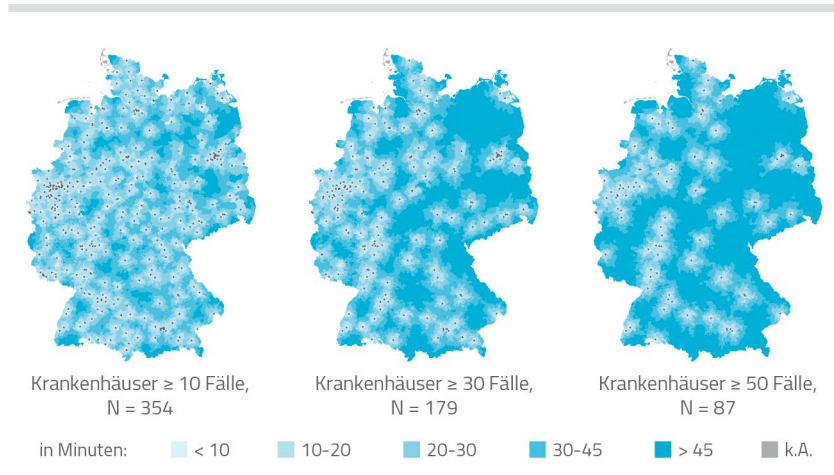 Krankenhäuser ≥ 10 Fälle,
N = 354
Krankenhäuser ≥ 30 Fälle,
N = 179
Krankenhäuser ≥ 50 Fälle,
N = 87
in Minuten: < 10 10-20 20-30 30-45 > 45 k.A.